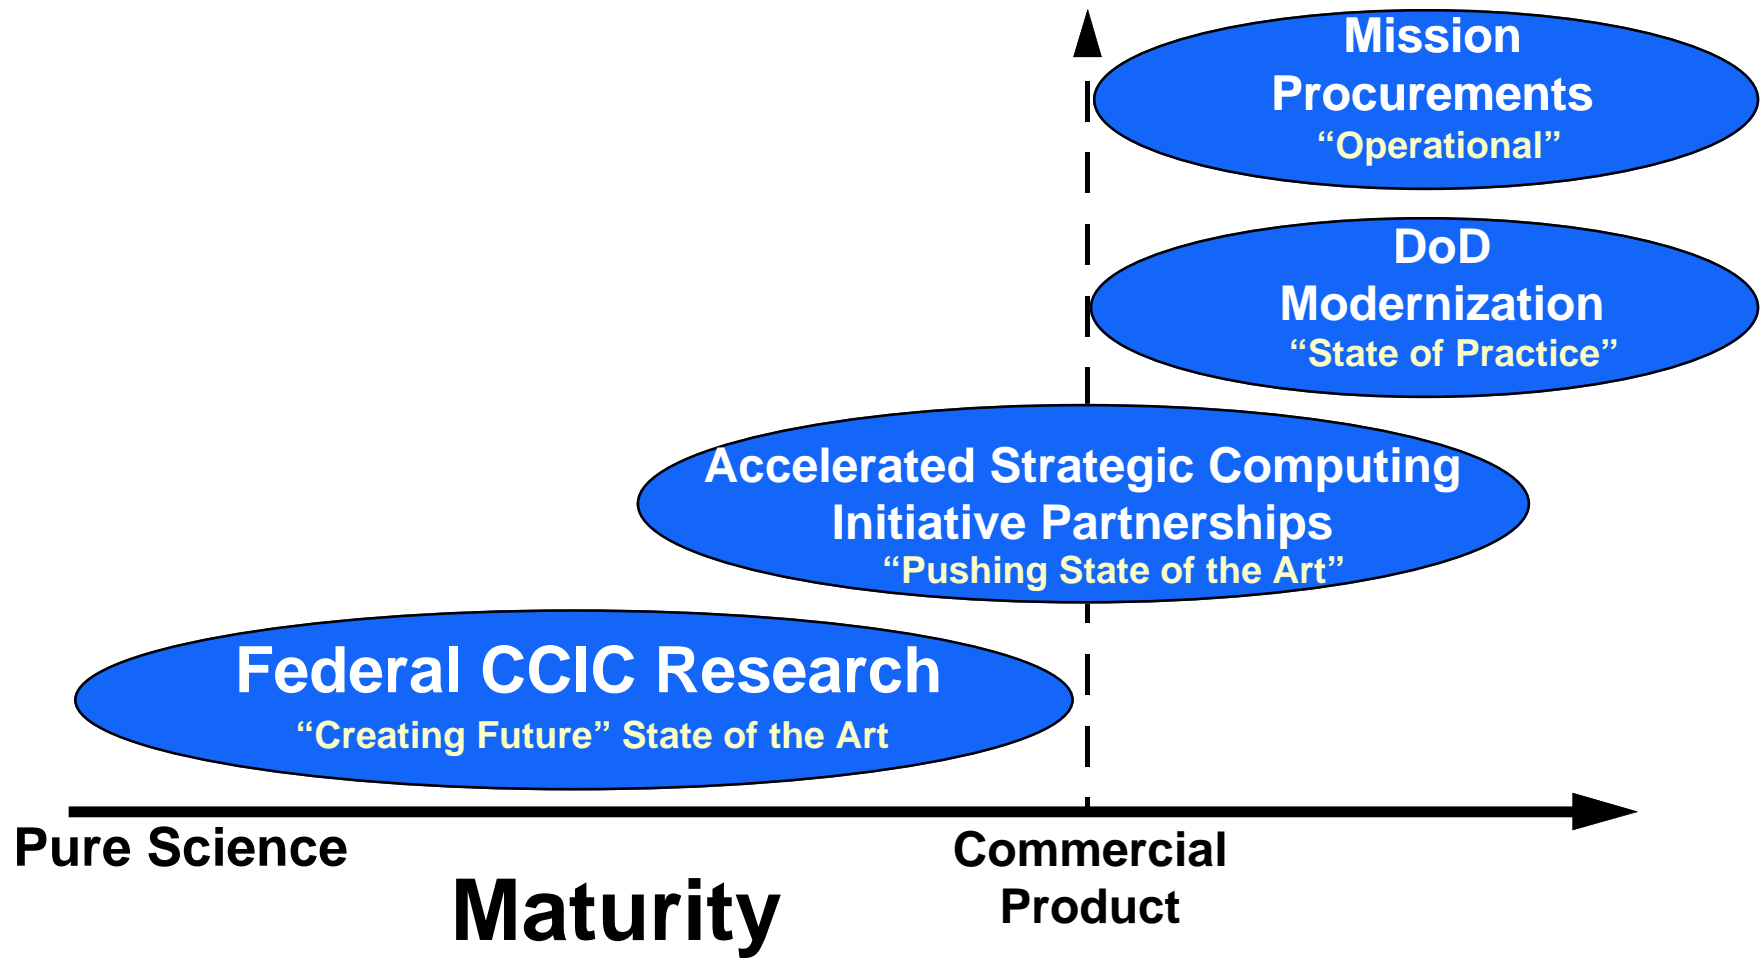 Mission
Procurements
“Operational”
DoD
Modernization
“State of Practice”
Accelerated Strategic Computing
Initiative Partnerships
“Pushing State of the Art”
Federal CCIC Research
“Creating Future” State of the Art
Pure Science
Commercial
Product
Maturity